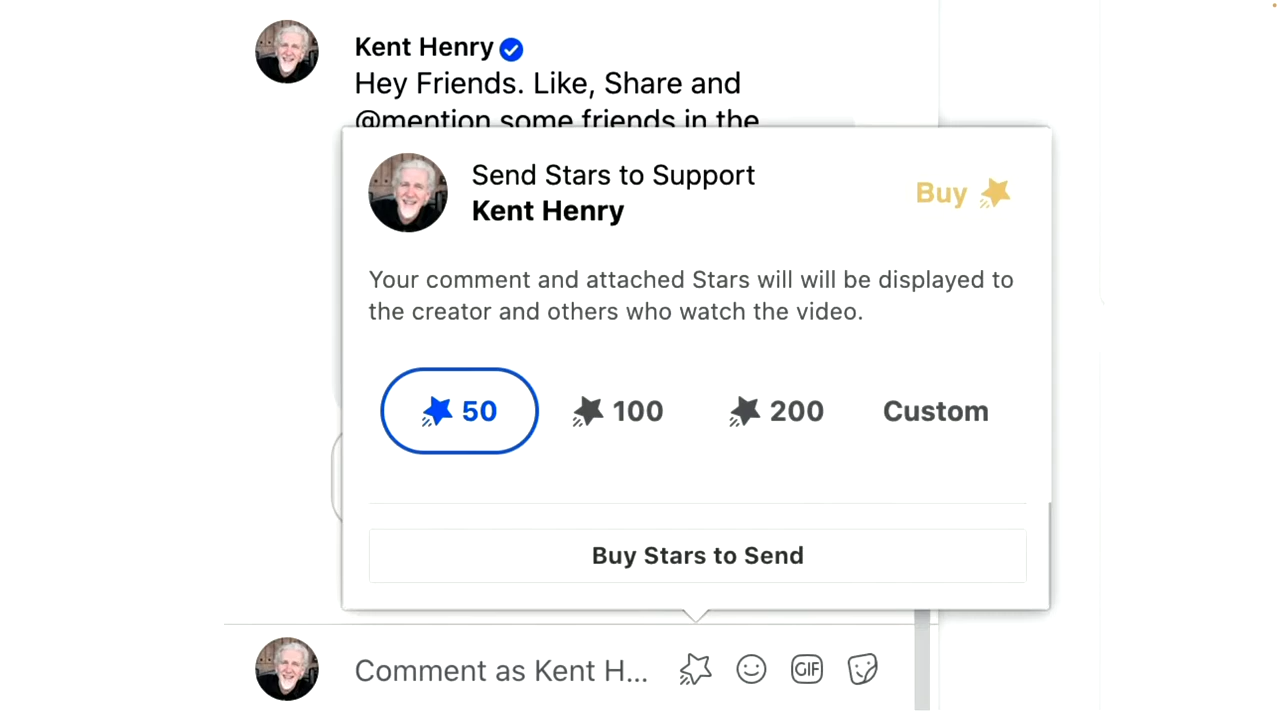 Kent Henry
Hey Friends. Like, Share and
@mention some friends in the
Send Stars to Support
Kent Henry
Buy
Your comment and attached Stars will will be displayed to
the creator and others who watch the video.
50 100 200 Custom
Buy Stars to Send
Comment as Kent H...
GIF